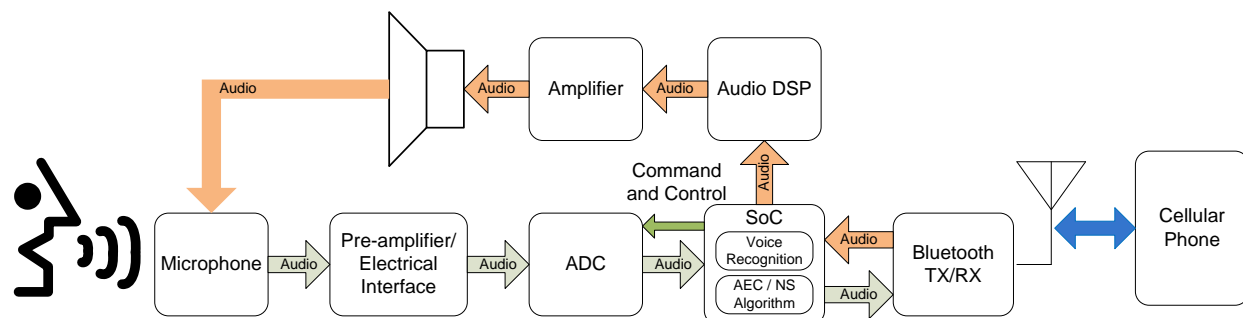 Audio
Audio
Amplifier
Audio
Audio DSP
Audio
Command
and Control
Microphone
Audio
Pre-amplifier/
Electrical
Interface
Audio
ADC
Audio
SoC
Voice
Recognition
AEC / NS
Algorithm
Audio
Audio
Bluetooth
TX/RX
Cellular
Phone